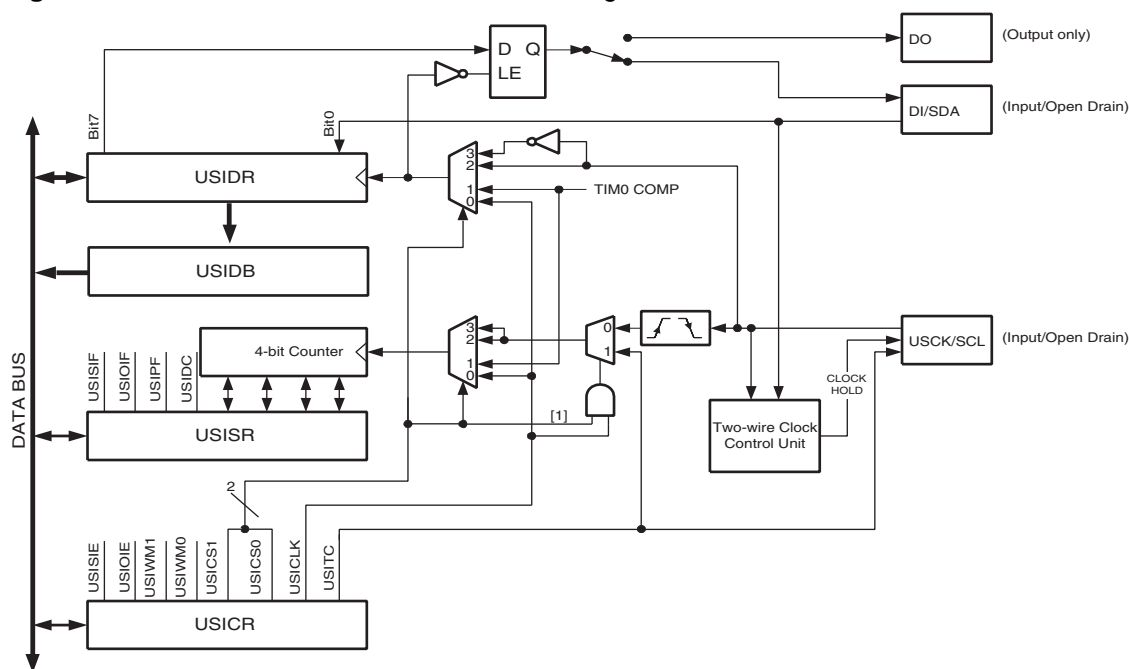 D Q
LE
DO
(Output only)
DI/SDA
(Input/Open Drain)
Bit7
Bit0
USIDR
3
2
1
0
TIM0 COMP
USIDB
DATA BUS
4-bit Counter
3
2
1
0
0
1
USCK/SCL
(Input/Open Drain)
CLOCK
HOLD
USISIF
USIOIF
USIPF
USIDC
USISR
[1]
Two-wire Clock
Control Unit
2
USISIE
USIOIE
USIWM1
USIWM0
USICS1
USICS0
USICLK
USITC
USICR